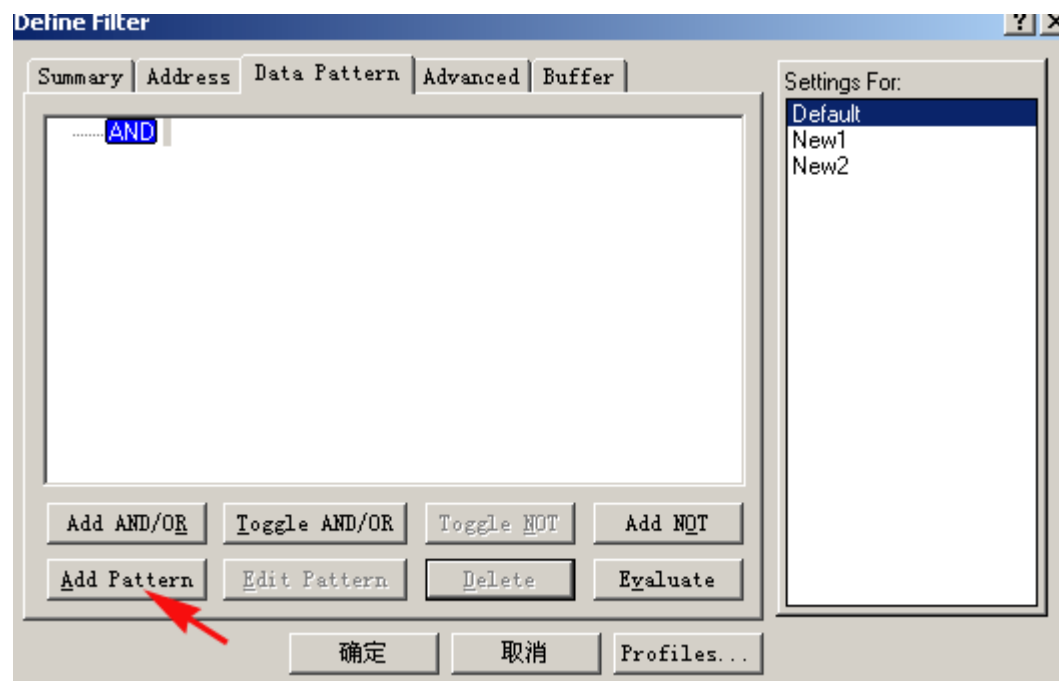 Define Filter
Summary Address Data Pattern Advanced Buffer
Settings For:
AND
Default
New1
New2
Add AND/OR Toggle AND/OR Toggle NOT Add NOT
Add Pattern Edit Pattern Delete Evaluate
确定 取消 Profiles...